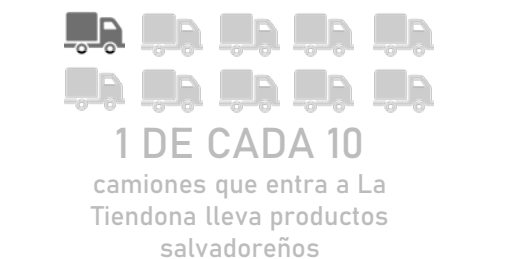 1 DE CADA 10
camiones que entra a La
Tiendona lleva productos
salvadoreños